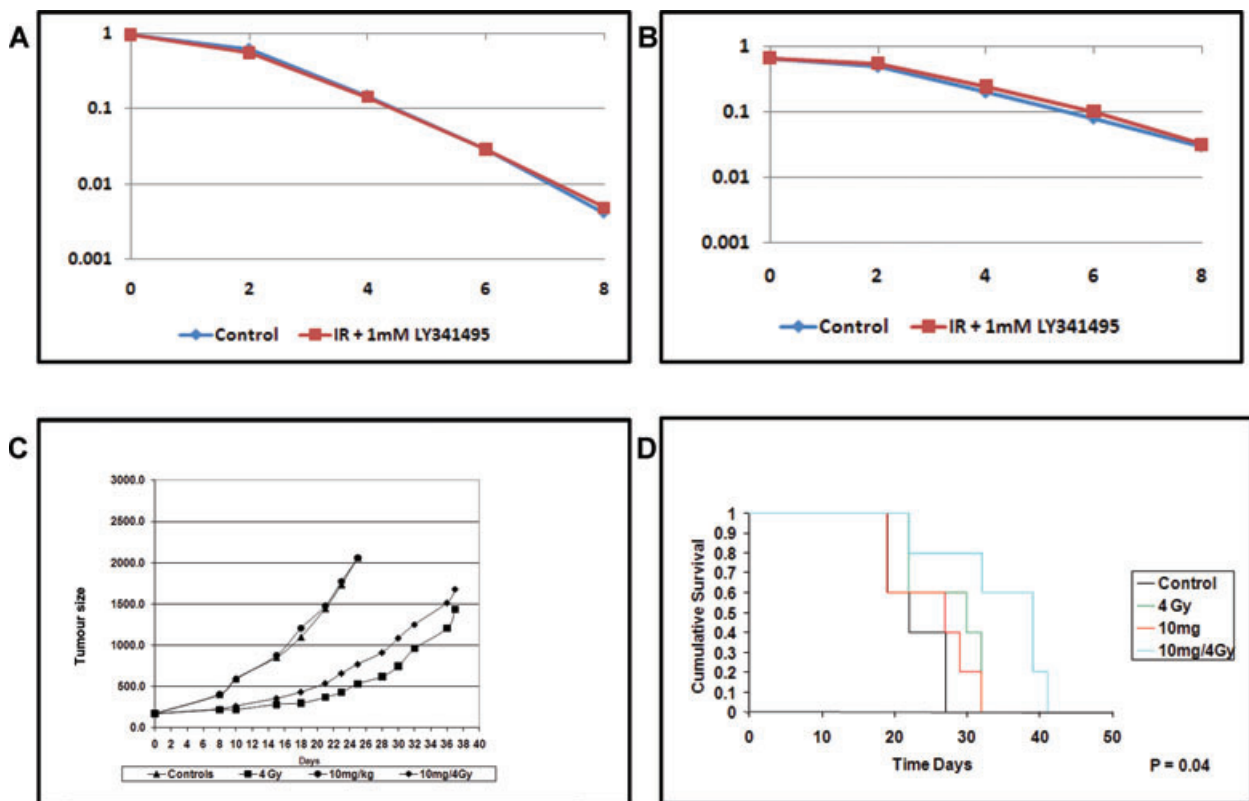 A
1
0.1
0.01
0.001
0 2 4 6 8
Control IR + 1mM LY341495
B
1
0.1
0.01
0.001
0 2 4 6 8
Control IR + 1mM LY341495
C
Tumour size
3000.0
2500.0
2000.0
1500.0
1000.0
500.0
0.0
0 2 4 6 8 10 12 14 16 18 20 22 24 26 28 30 32 34 36 38 40
Days
Controls 4 Gy 10mg/kg 10mg/4Gy
D
Cumulative Survival
1
0.9
0.8
0.7
0.6
0.5
0.4
0.3
0.2
0.1
0
0 10 20 30 40 50
Time Days
Control
4 Gy
10mg
10mg/4Gy
P = 0.04